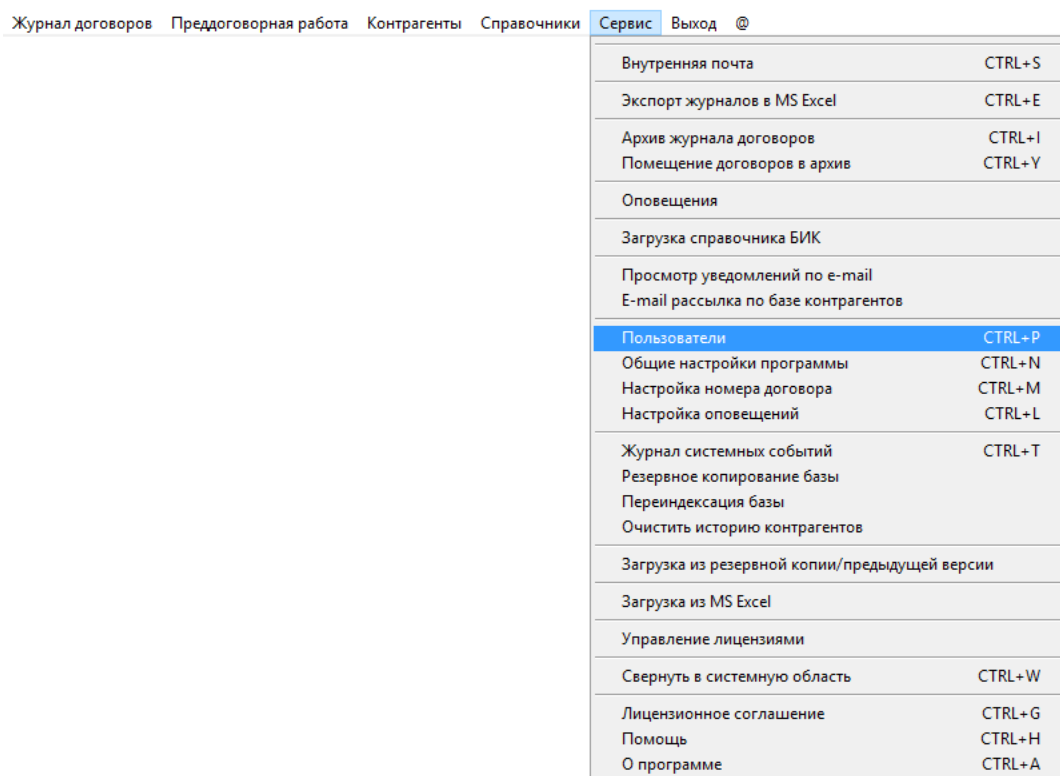 Журнал договоров Преддоговорная работа Контрагенты Справочники Сервис Выход @
Внутренняя почта CTRL+S
Экспорт журналов в MS Excel CTRL+E
Архив журнала договоров CTRL+I
Помещение договоров в архив CTRL+Y
Оповещения
Загрузка справочника БИК
Просмотр уведомлений по e-mail
E-mail рассылка по базе контрагентов
Пользователи CTRL+P
Общие настройки программы CTRL+N
Настройка номера договора CTRL+M
Настройка оповещений CTRL+L
Журнал системных событий CTRL+T
Резервное копирование базы
Переиндексация базы
Очистить историю контрагентов
Загрузка из резервной копии/предыдущей версии
Загрузка из MS Excel
Управление лицензиями
Свернуть в системную область CTRL+W
Лицензионное соглашение CTRL+G
Помощь CTRL+H
О программе CTRL+A